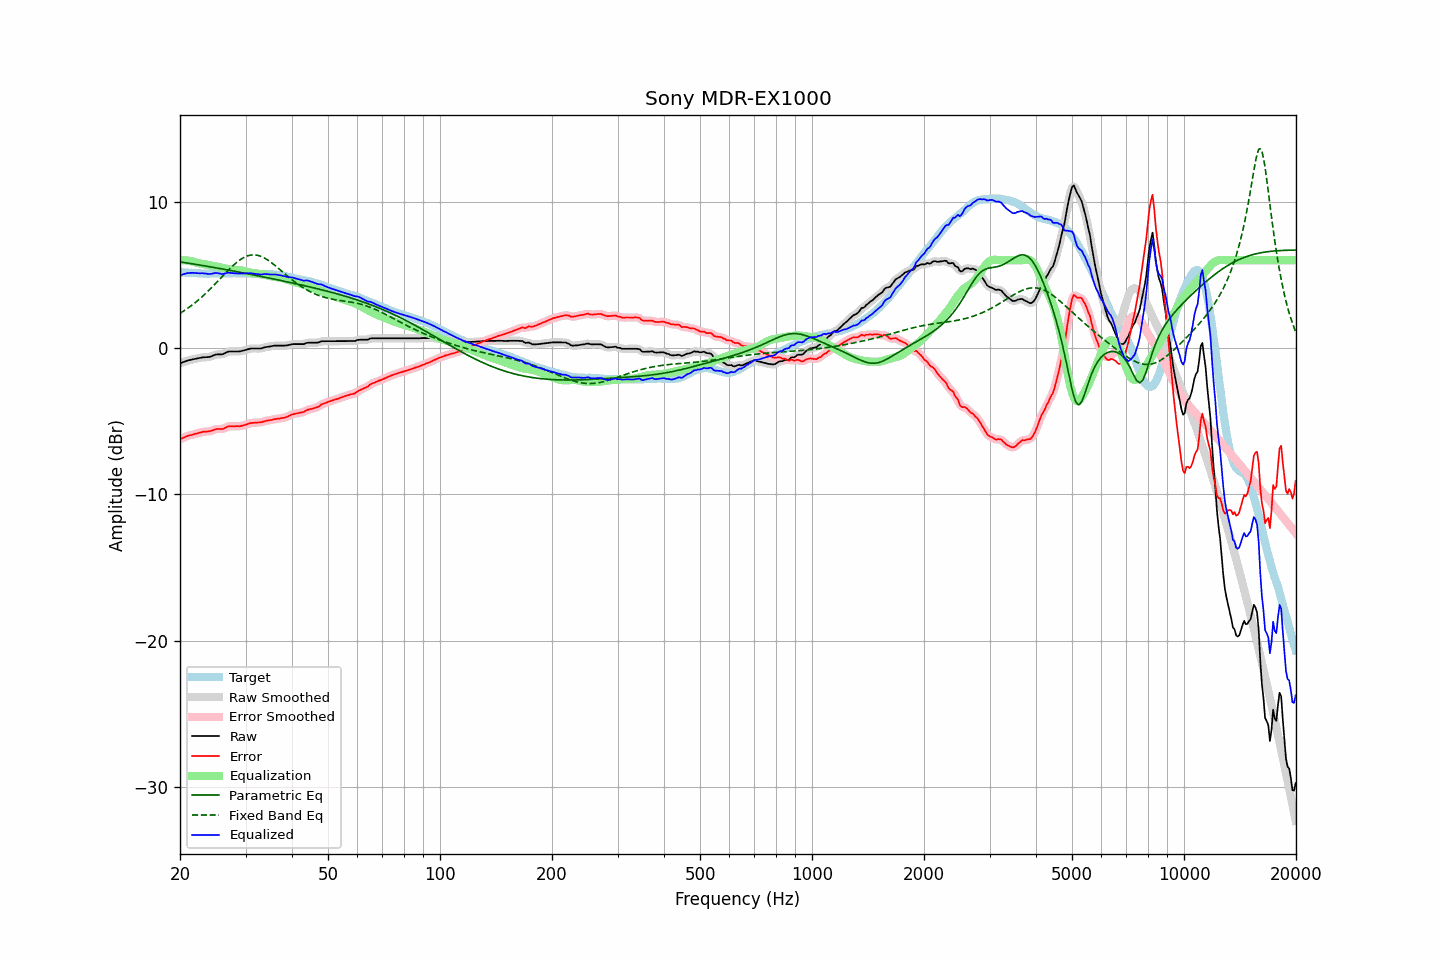 Sony MDR-EX1000
Amplitude (dBr)
10
0
−10
−20
−30
Target
Raw Smoothed
Error Smoothed
Raw
Error
Equalization
Parametric Eq
Fixed Band Eq
Equalized
20 50 100 200 500 1000 2000 5000 10000 20000
Frequency (Hz)